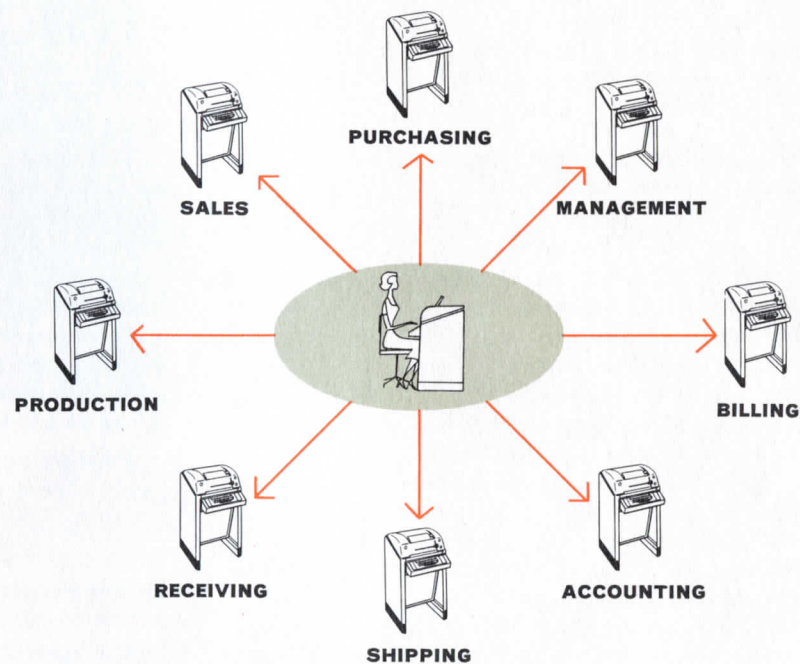 PURCHASING
SALES
MANAGEMENT
PRODUCTION
BILLING
RECEIVING
ACCOUNTING
SHIPPING